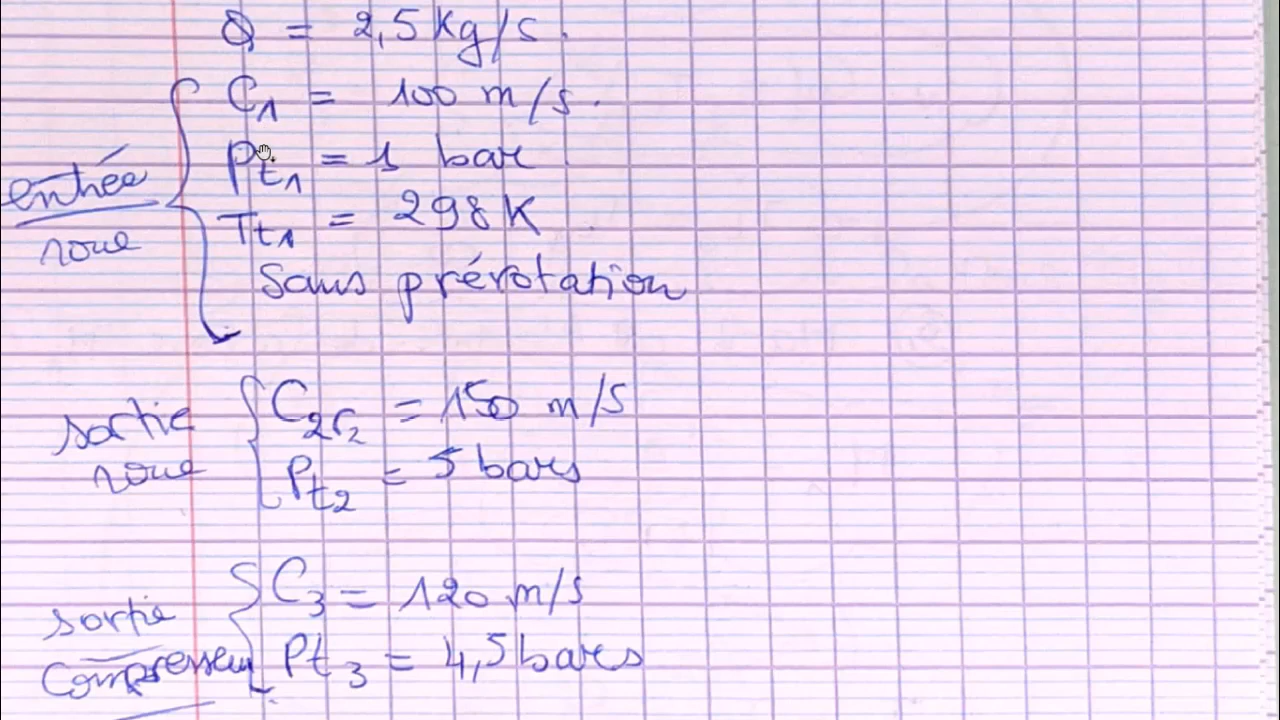 Q = 2,5 Kg/s.
C1 = 100 m/s.
Pt1 = 1 bar
entrée
Tt1 = 298 K
roue
Sans prérotation
C2r2 = 150 m/s
sortie
roue
Pt2 = 5 bars
C3 = 120 m/s
sortie
compresseur
Pt3 = 4,5 bars